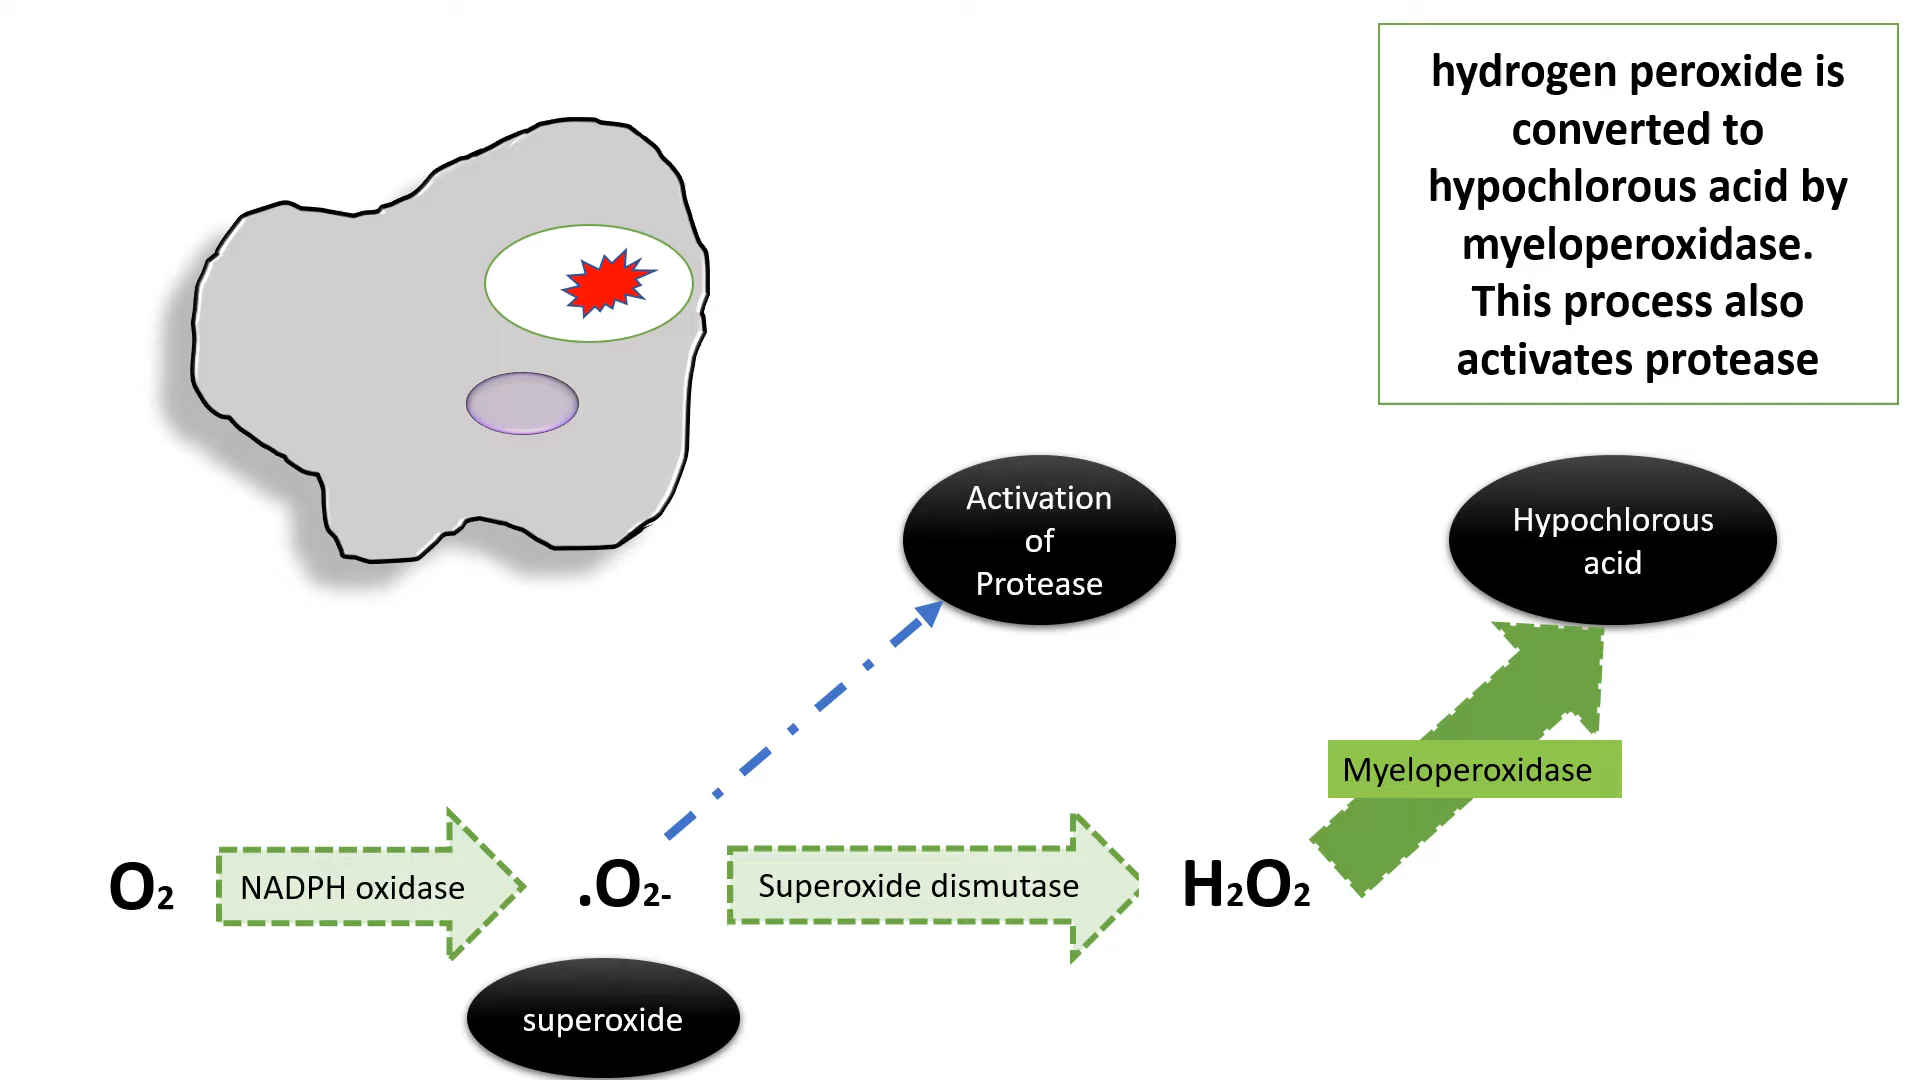 hydrogen peroxide is
converted to
hypochlorous acid by
myeloperoxidase.
This process also
activates protease
Activation
of
Protease
Hypochlorous
acid
Myeloperoxidase
O₂
NADPH oxidase
.O₂-
Superoxide dismutase
H₂O₂
superoxide